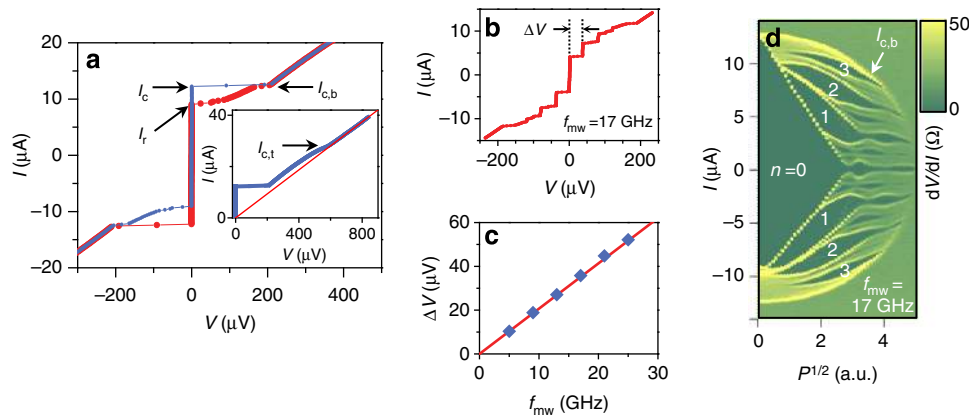 a
I (μA)
20
10
0
−10
−20
I_c
I_r
I_c,b
−200
0
200
400
V (μV)
I (μA)
40
0
I_c,t
0
400
800
V (μV)
b
I (μA)
10
0
−10
ΔV
f_mw=17 GHz
−200
0
200
V (μV)
c
ΔV (μV)
60
40
20
0
0
10
20
30
f_mw (GHz)
d
I (μA)
10
5
0
−5
−10
I_c,b
3
2
1
n=0
1
2
3
f_mw =
17 GHz
0
2
4
P^1/2 (a.u.)
50
0
dV/dI (Ω)